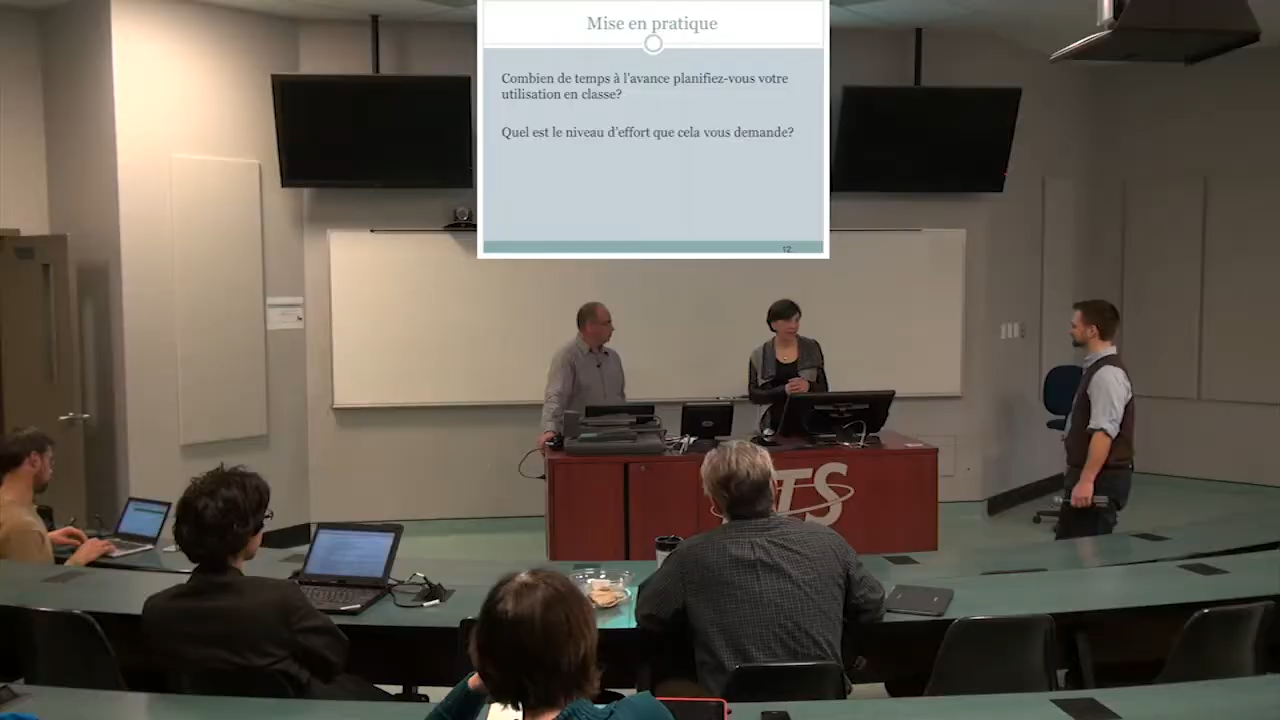 Mise en pratique
Combien de temps à l'avance planifiez-vous votre
utilisation en classe?
Quel est le niveau d'effort que cela vous demande?
12
TS